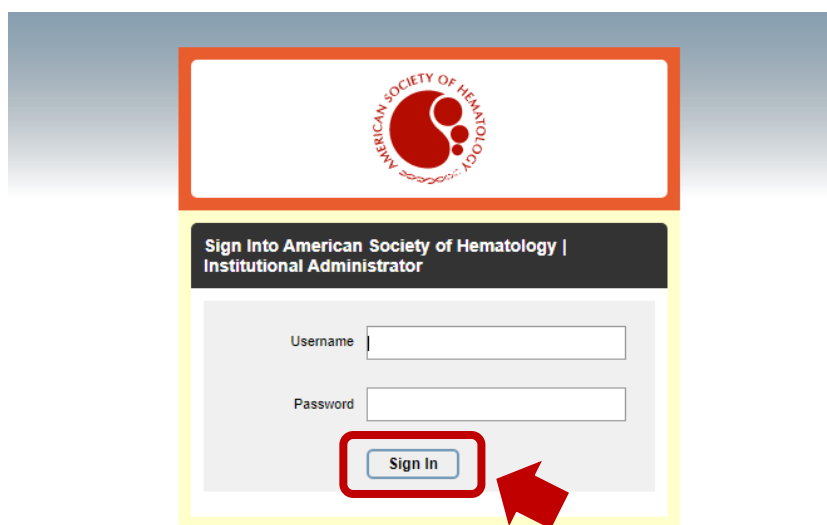 AMERICAN SOCIETY OF HEMATOLOGY
Sign Into American Society of Hematology |
Institutional Administrator
Username
Password
Sign In